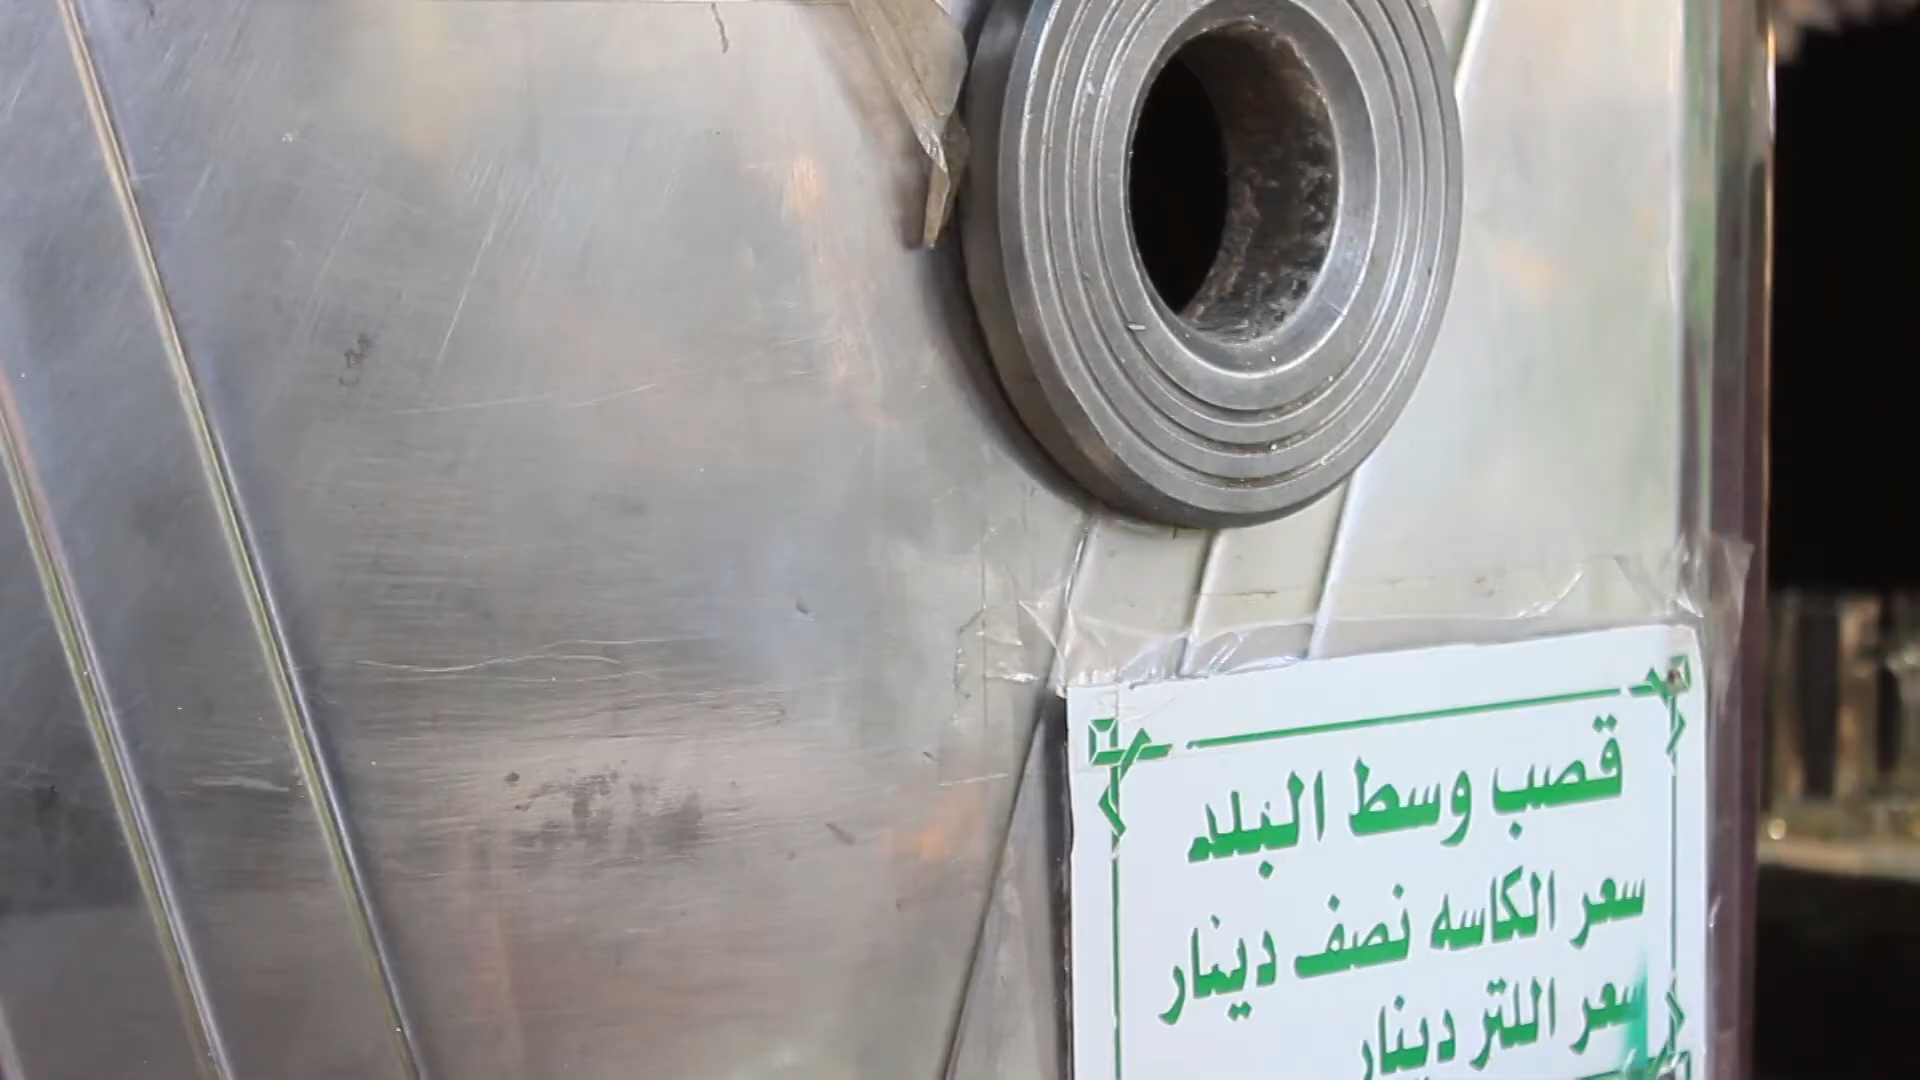 قصب وسط البلد
سعر الكاسه نصف دينار
سعر اللتر دينار